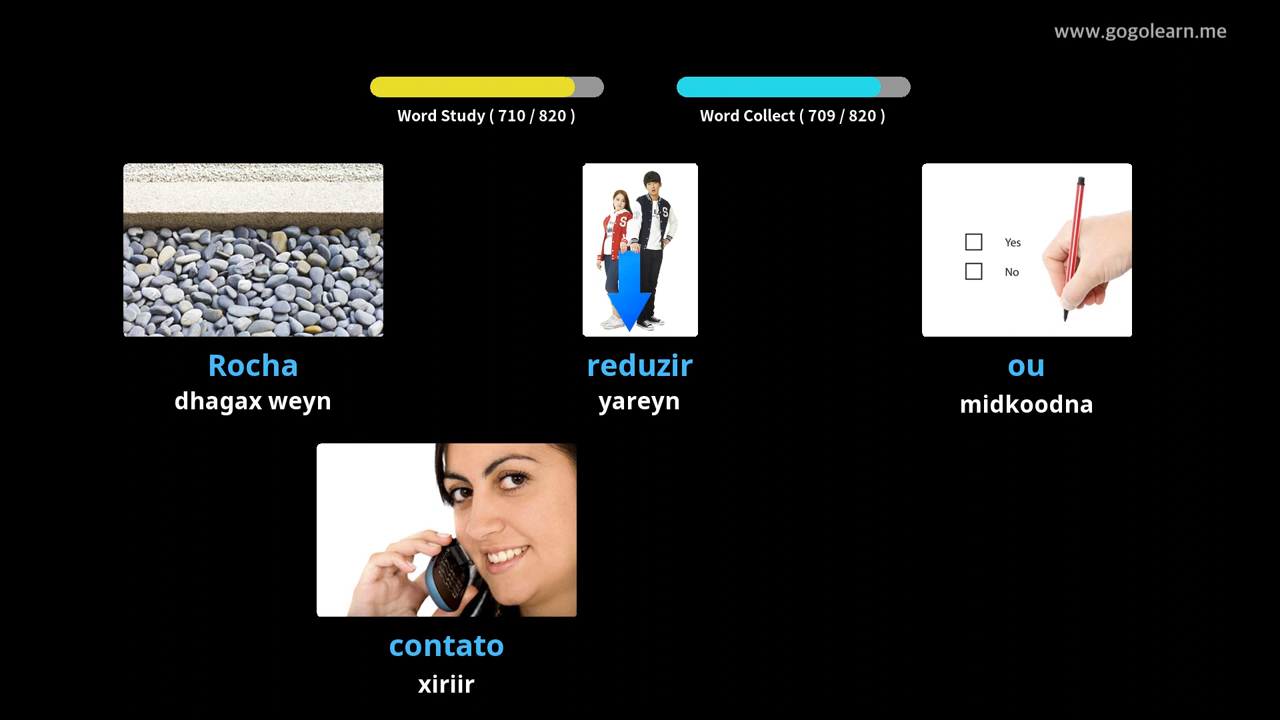 www.gogolearn.me
Word Study ( 710 / 820 )
Word Collect ( 709 / 820 )
S
S
Yes
No
Rocha
dhagax weyn
reduzir
yareyn
ou
midkoodna
contato
xiriir